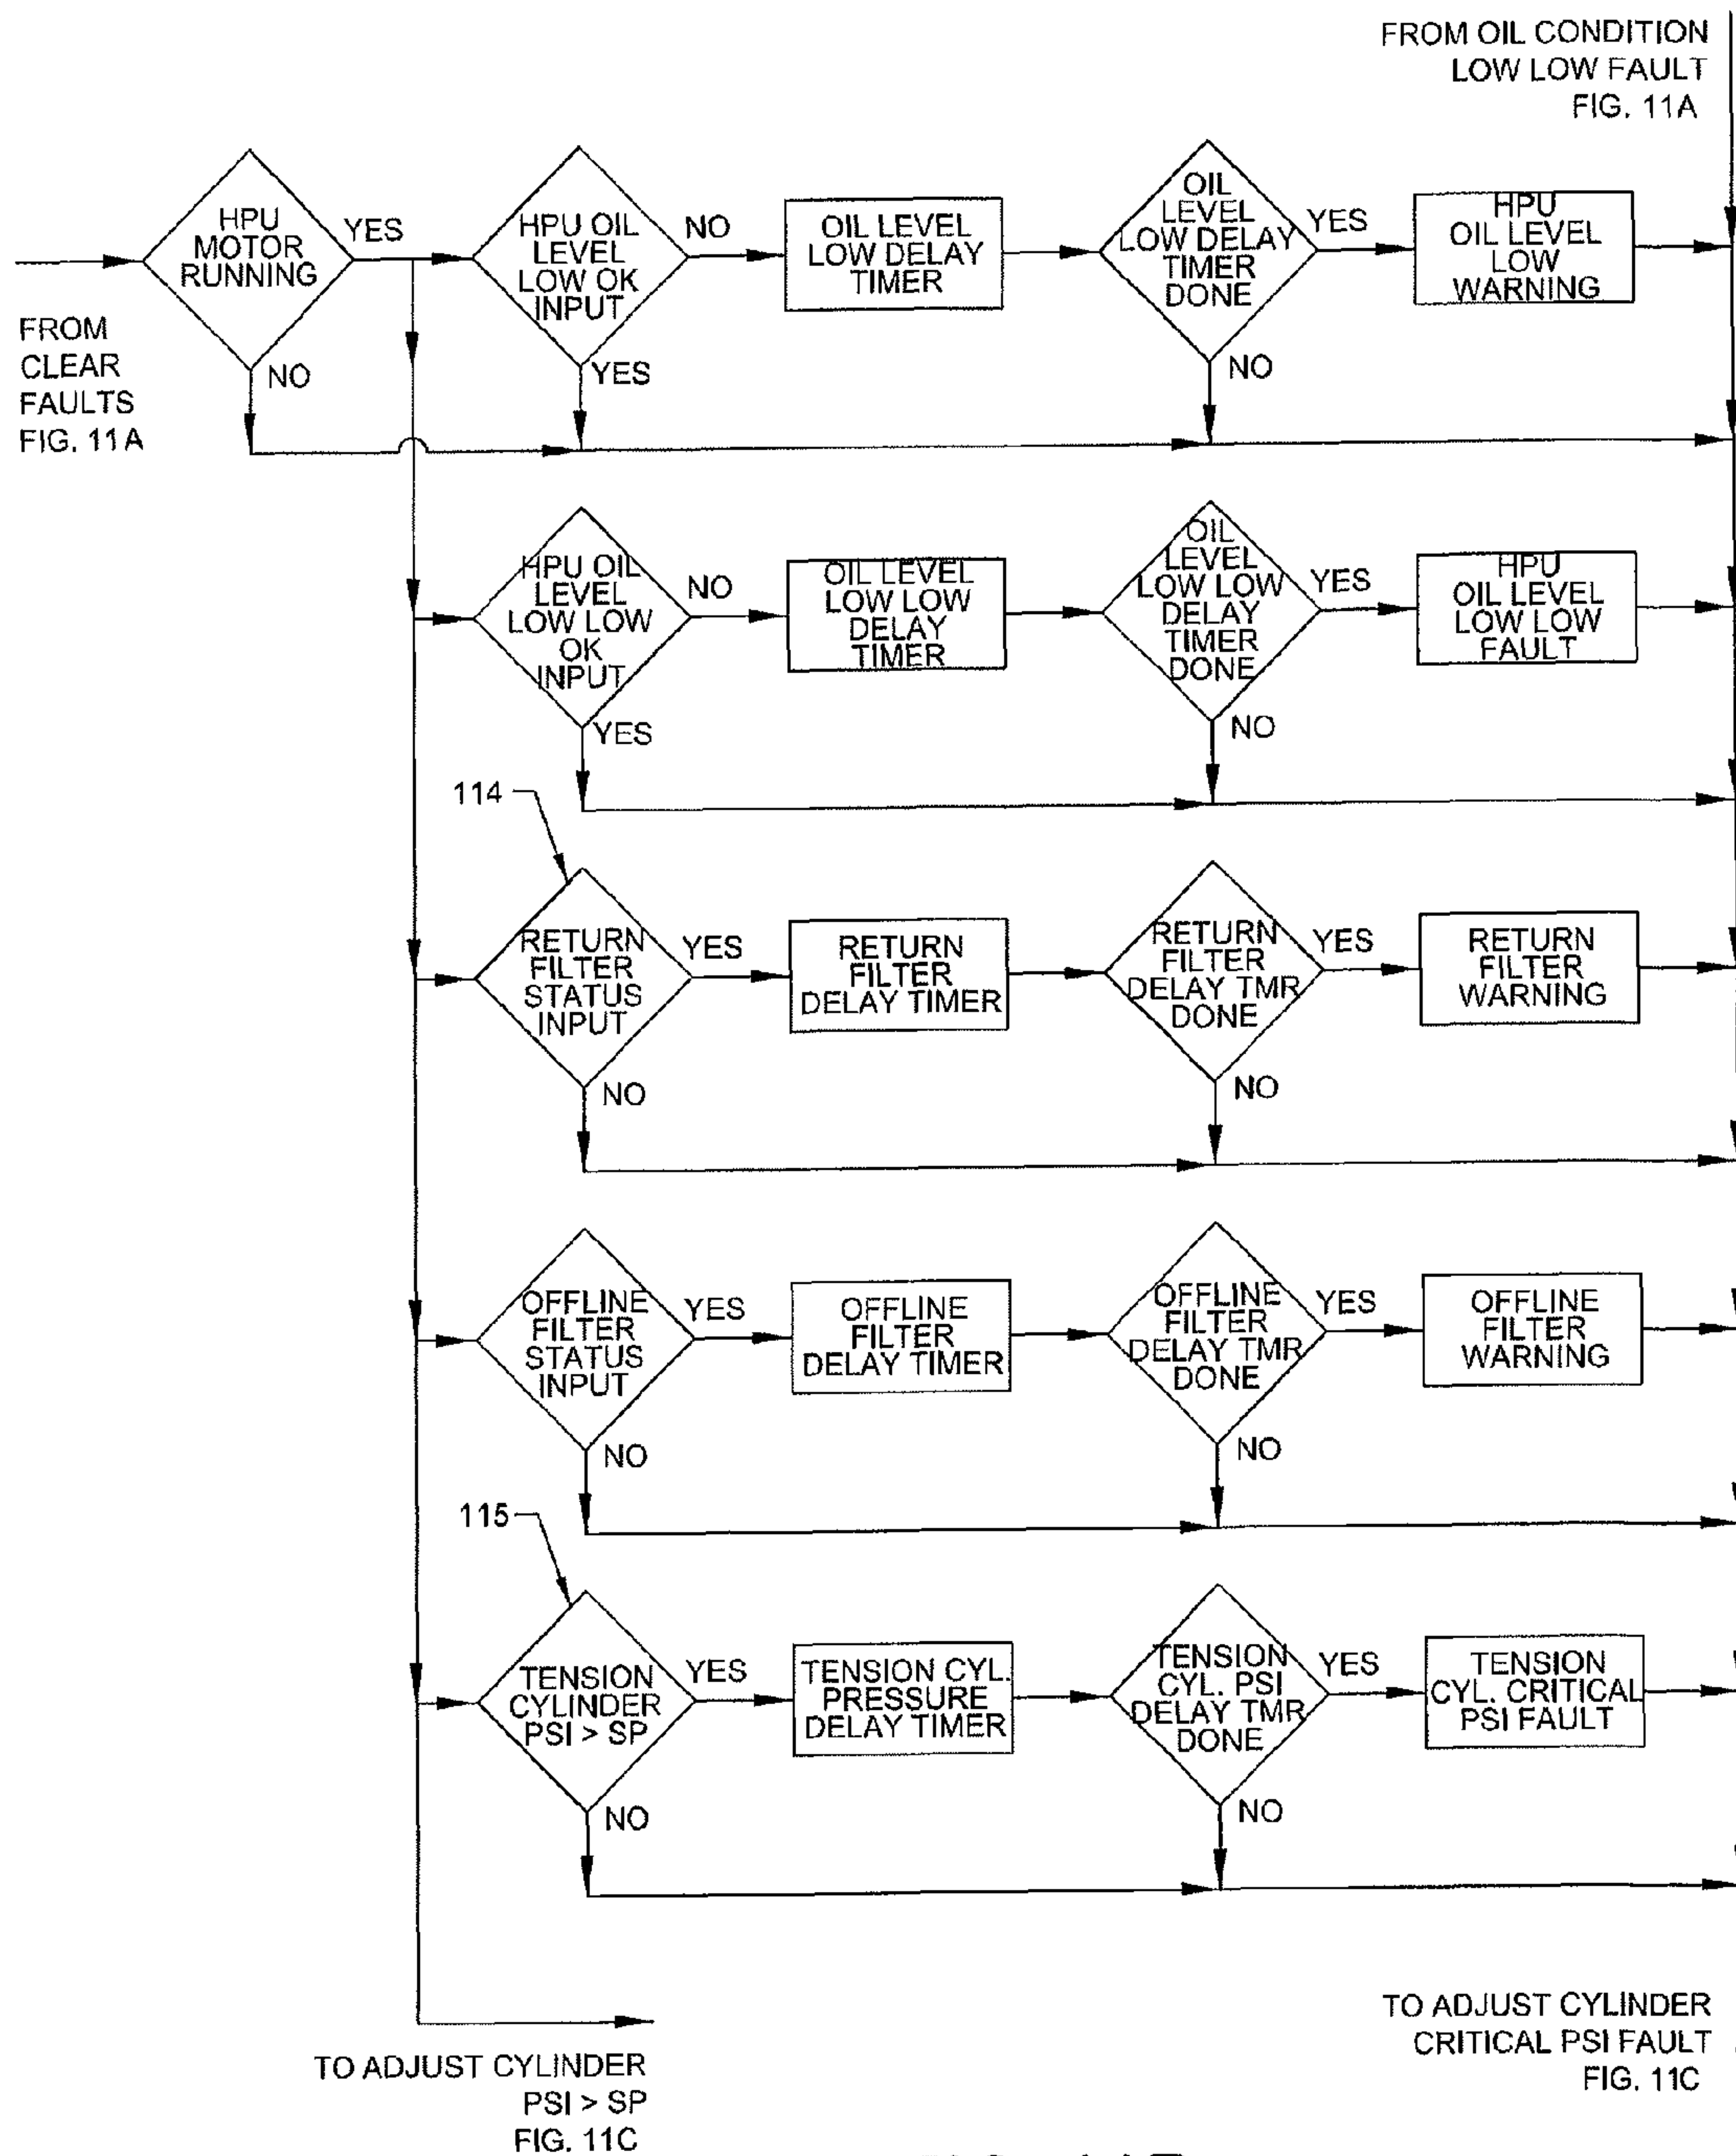 FROM OIL CONDITION
LOW LOW FAULT
FIG. 11A
HPU
MOTOR
RUNNING
YES
NO
FROM
CLEAR
FAULTS
FIG. 11A
HPU OIL
LEVEL
LOW OK
INPUT
NO
YES
OIL LEVEL
LOW DELAY
TIMER
OIL
LEVEL
LOW DELAY
TIMER
DONE
YES
NO
HPU
OIL LEVEL
LOW
WARNING
HPU OIL
LEVEL
LOW LOW
OK
INPUT
NO
YES
OIL LEVEL
LOW LOW
DELAY
TIMER
OIL
LEVEL
LOW LOW
DELAY
TIMER
DONE
YES
NO
HPU
OIL LEVEL
LOW LOW
FAULT
114
RETURN
FILTER
STATUS
INPUT
YES
NO
RETURN
FILTER
DELAY TIMER
RETURN
FILTER
DELAY TMR
DONE
YES
NO
RETURN
FILTER
WARNING
OFFLINE
FILTER
STATUS
INPUT
YES
NO
OFFLINE
FILTER
DELAY TIMER
OFFLINE
FILTER
DELAY TMR
DONE
YES
NO
OFFLINE
FILTER
WARNING
115
TENSION
CYLINDER
PSI > SP
YES
NO
TENSION CYL.
PRESSURE
DELAY TIMER
TENSION
CYL. PSI
DELAY TMR
DONE
YES
NO
TENSION
CYL. CRITICAL
PSI FAULT
TO ADJUST CYLINDER
PSI > SP
FIG. 11C
TO ADJUST CYLINDER
CRITICAL PSI FAULT
FIG. 11C